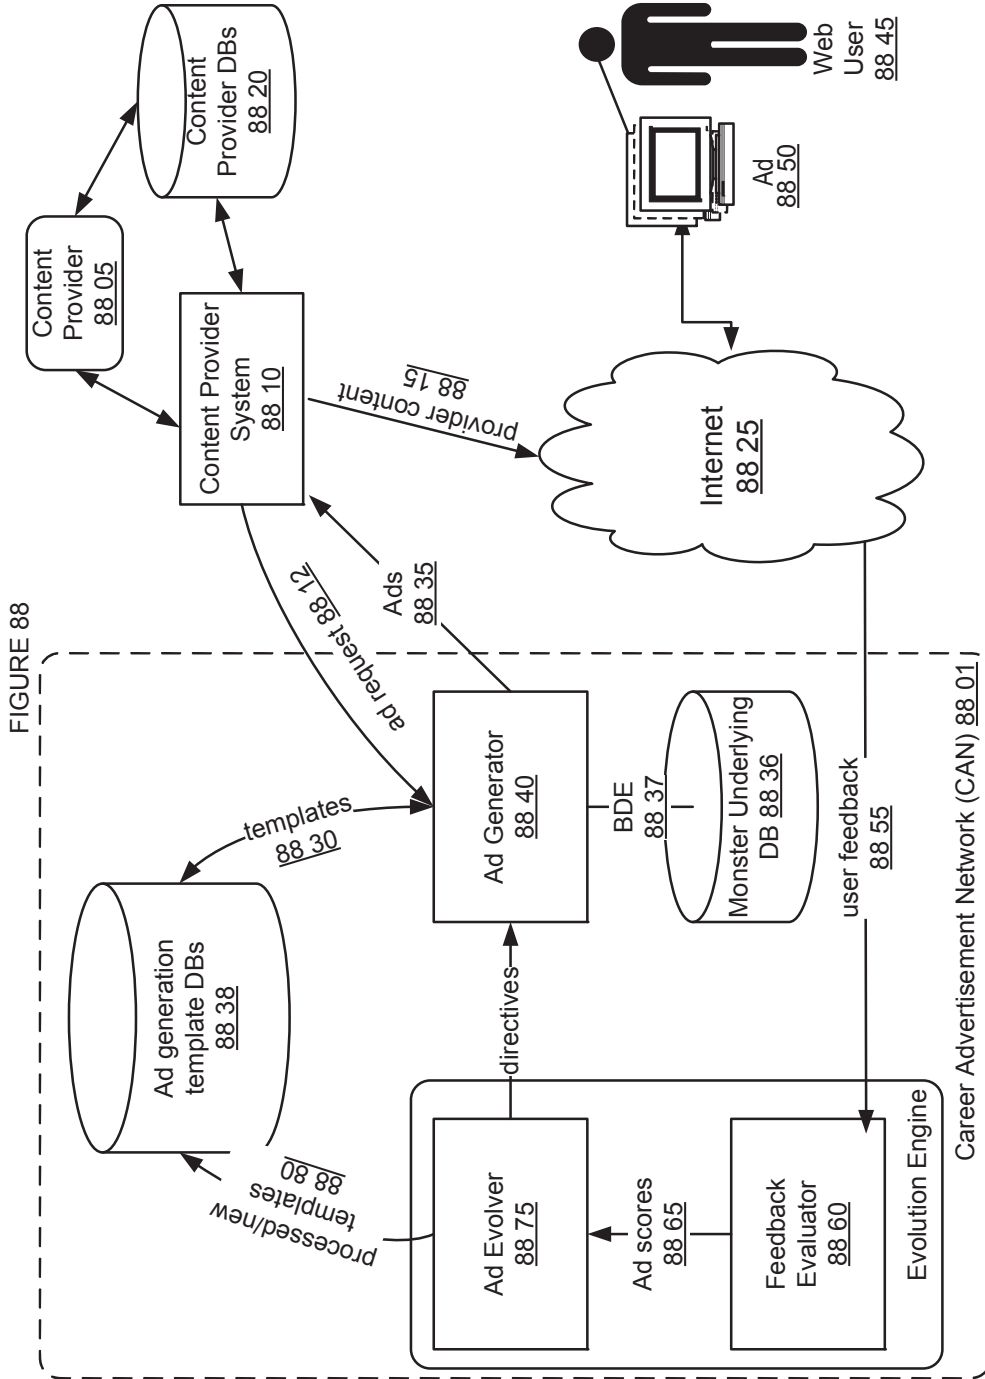 FIGURE 88
Content
Provider
88 05
Content
Provider DBs
88 20
Content Provider
System
88 10
provider content
88 15
ad request 88 12
Ads
88 35
Web
User
88 45
Ad
88 50
Internet
88 25
templates
88 30
Ad generation
template DBs
88 38
Ad Generator
88 40
BDE
88 37
Monster Underlying
DB 88 36
user feedback
88 55
directives
processed/new
templates
88 80
Ad Evolver
88 75
Ad scores
88 65
Feedback
Evaluator
88 60
Evolution Engine
Career Advertisement Network (CAN) 88 01